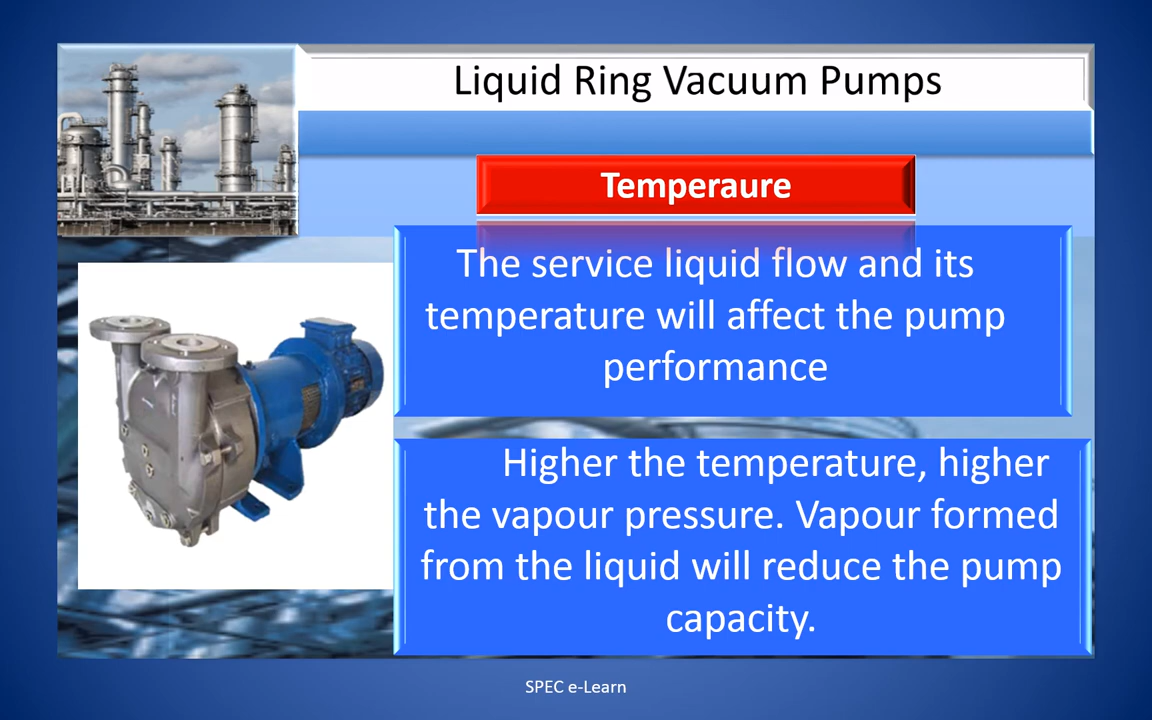 Liquid Ring Vacuum Pumps
Temperaure
The service liquid flow and its
temperature will affect the pump
performance
Higher the temperature, higher
the vapour pressure. Vapour formed
from the liquid will reduce the pump
capacity.
SPEC e-Learn